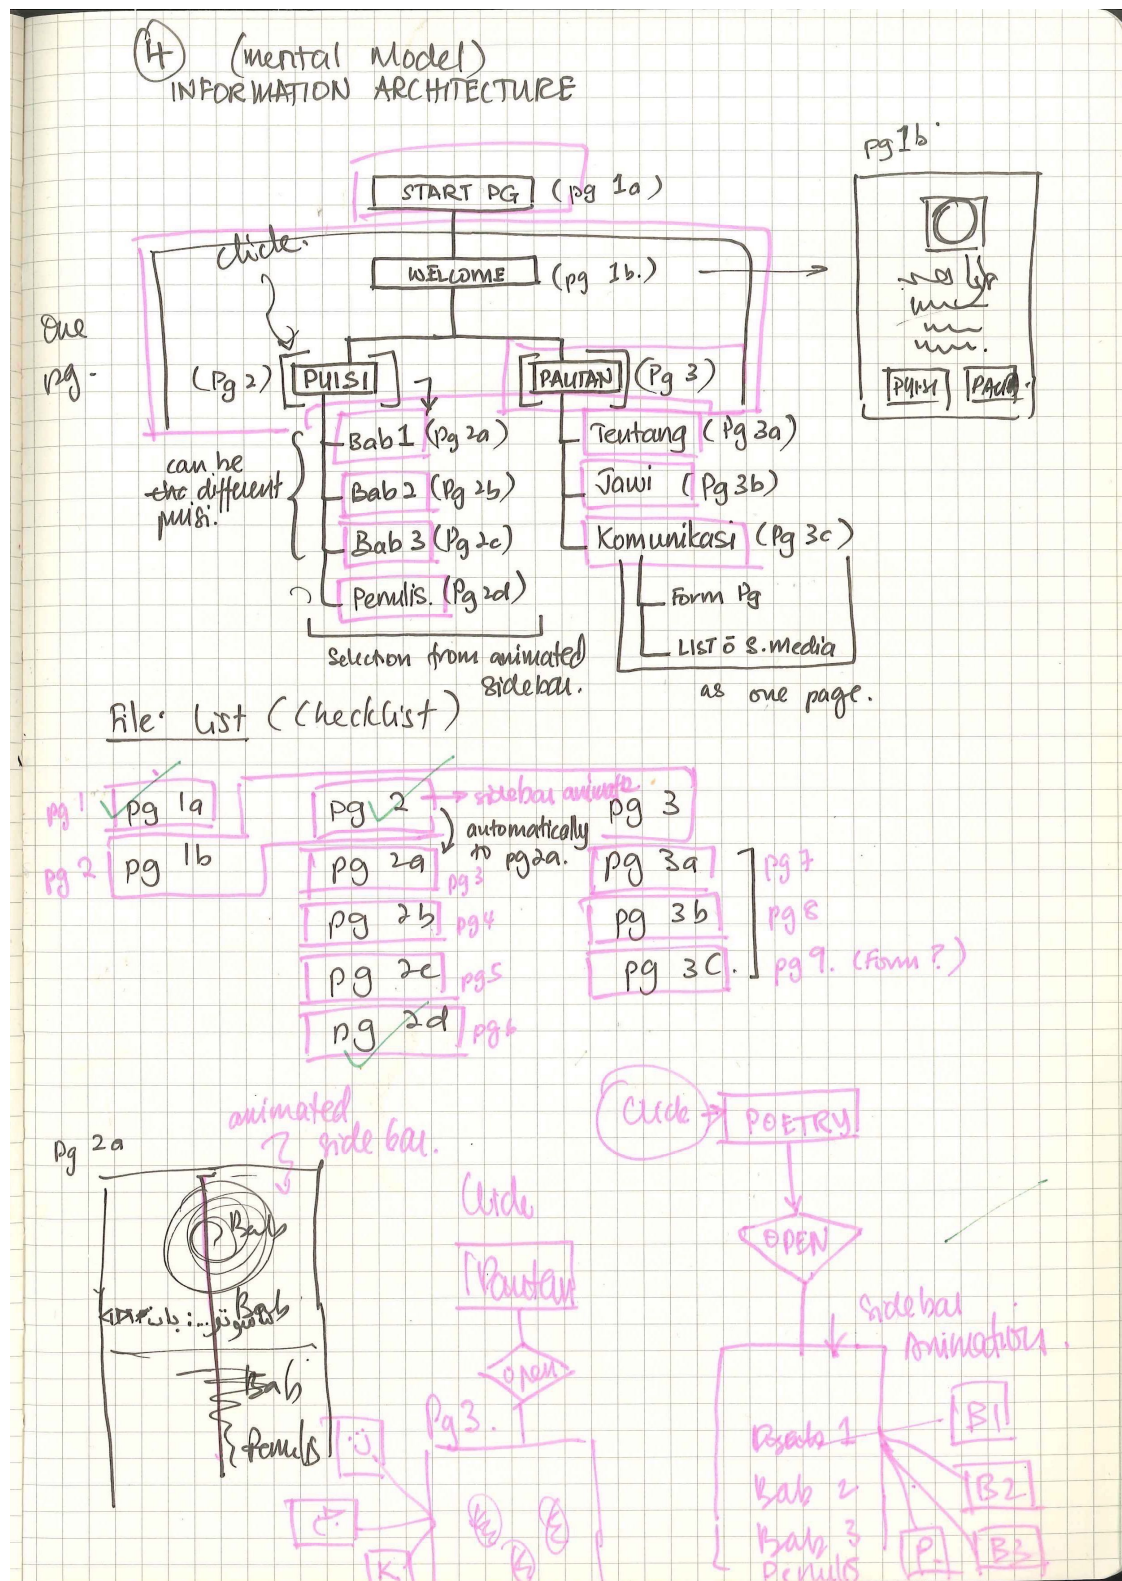 4 (mental Model)
INFORMATION ARCHITECTURE
pg 1b.
START PG (pg 1a)
click.
WELCOME (pg 1b.)
One
pg.
(Pg 2) PUISI
PAUTAN (Pg 3)
PUISI
Bab 1 (pg 2a)
Bab 2 (Pg 2b)
Bab 3 (Pg 2c)
Penulis. (Pg 2d)
can be
the different
puisi.
Selection from animated
sidebar.
Tentang (Pg 3a)
Jawi (Pg 3b)
Komunikasi (Pg 3c)
Form Pg
LIST ō S. Media
as one page.
File list (Checklist)
pg 1
pg 1a
pg 2
pg 1b
pg 2
sidebar animate
automatically
to pg2a.
pg 2a
pg 3
pg 2b
pg 4
pg 2c
pg 5
pg 2d
pg 6
pg 3
pg 3a
pg 7
pg 3b
pg 8
pg 3C.
pg 9. (Form?)
Pg 2a
animated
side bar.
Bab
Bab
Bab
Penulis
Click
Pautan
open
Pg 3.
K
Click
POETRY
OPEN
Sidebar
Animation.
1
Bab 2
Bab 3
Penulis
B1
B2
B3
P.